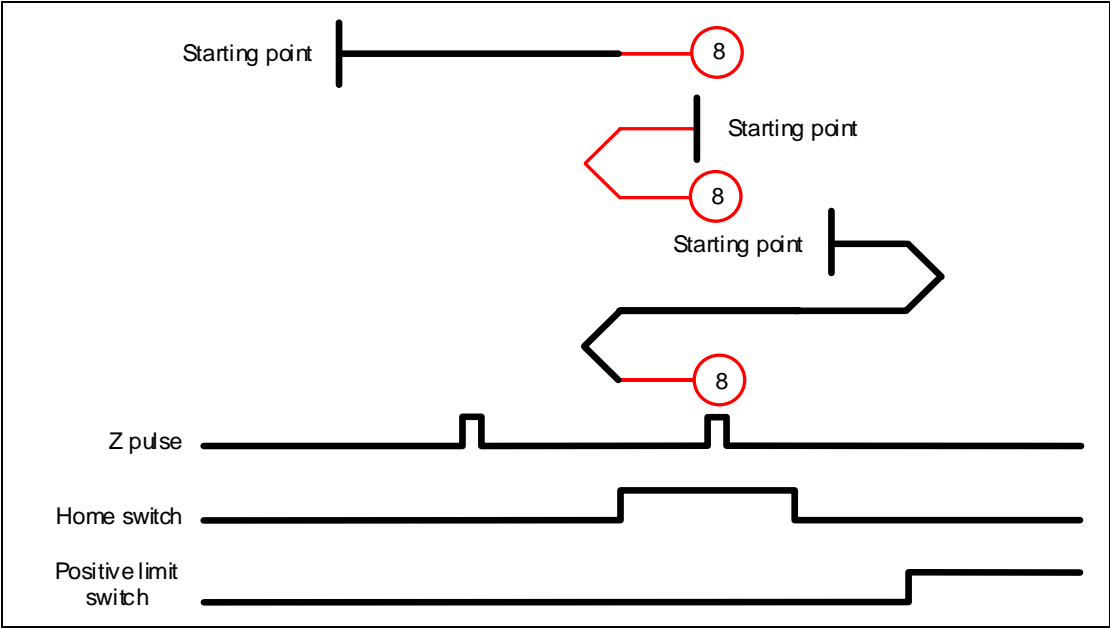 Starting point
8
Starting point
8
Starting point
8
Z pulse
Home switch
Positive limit
switch